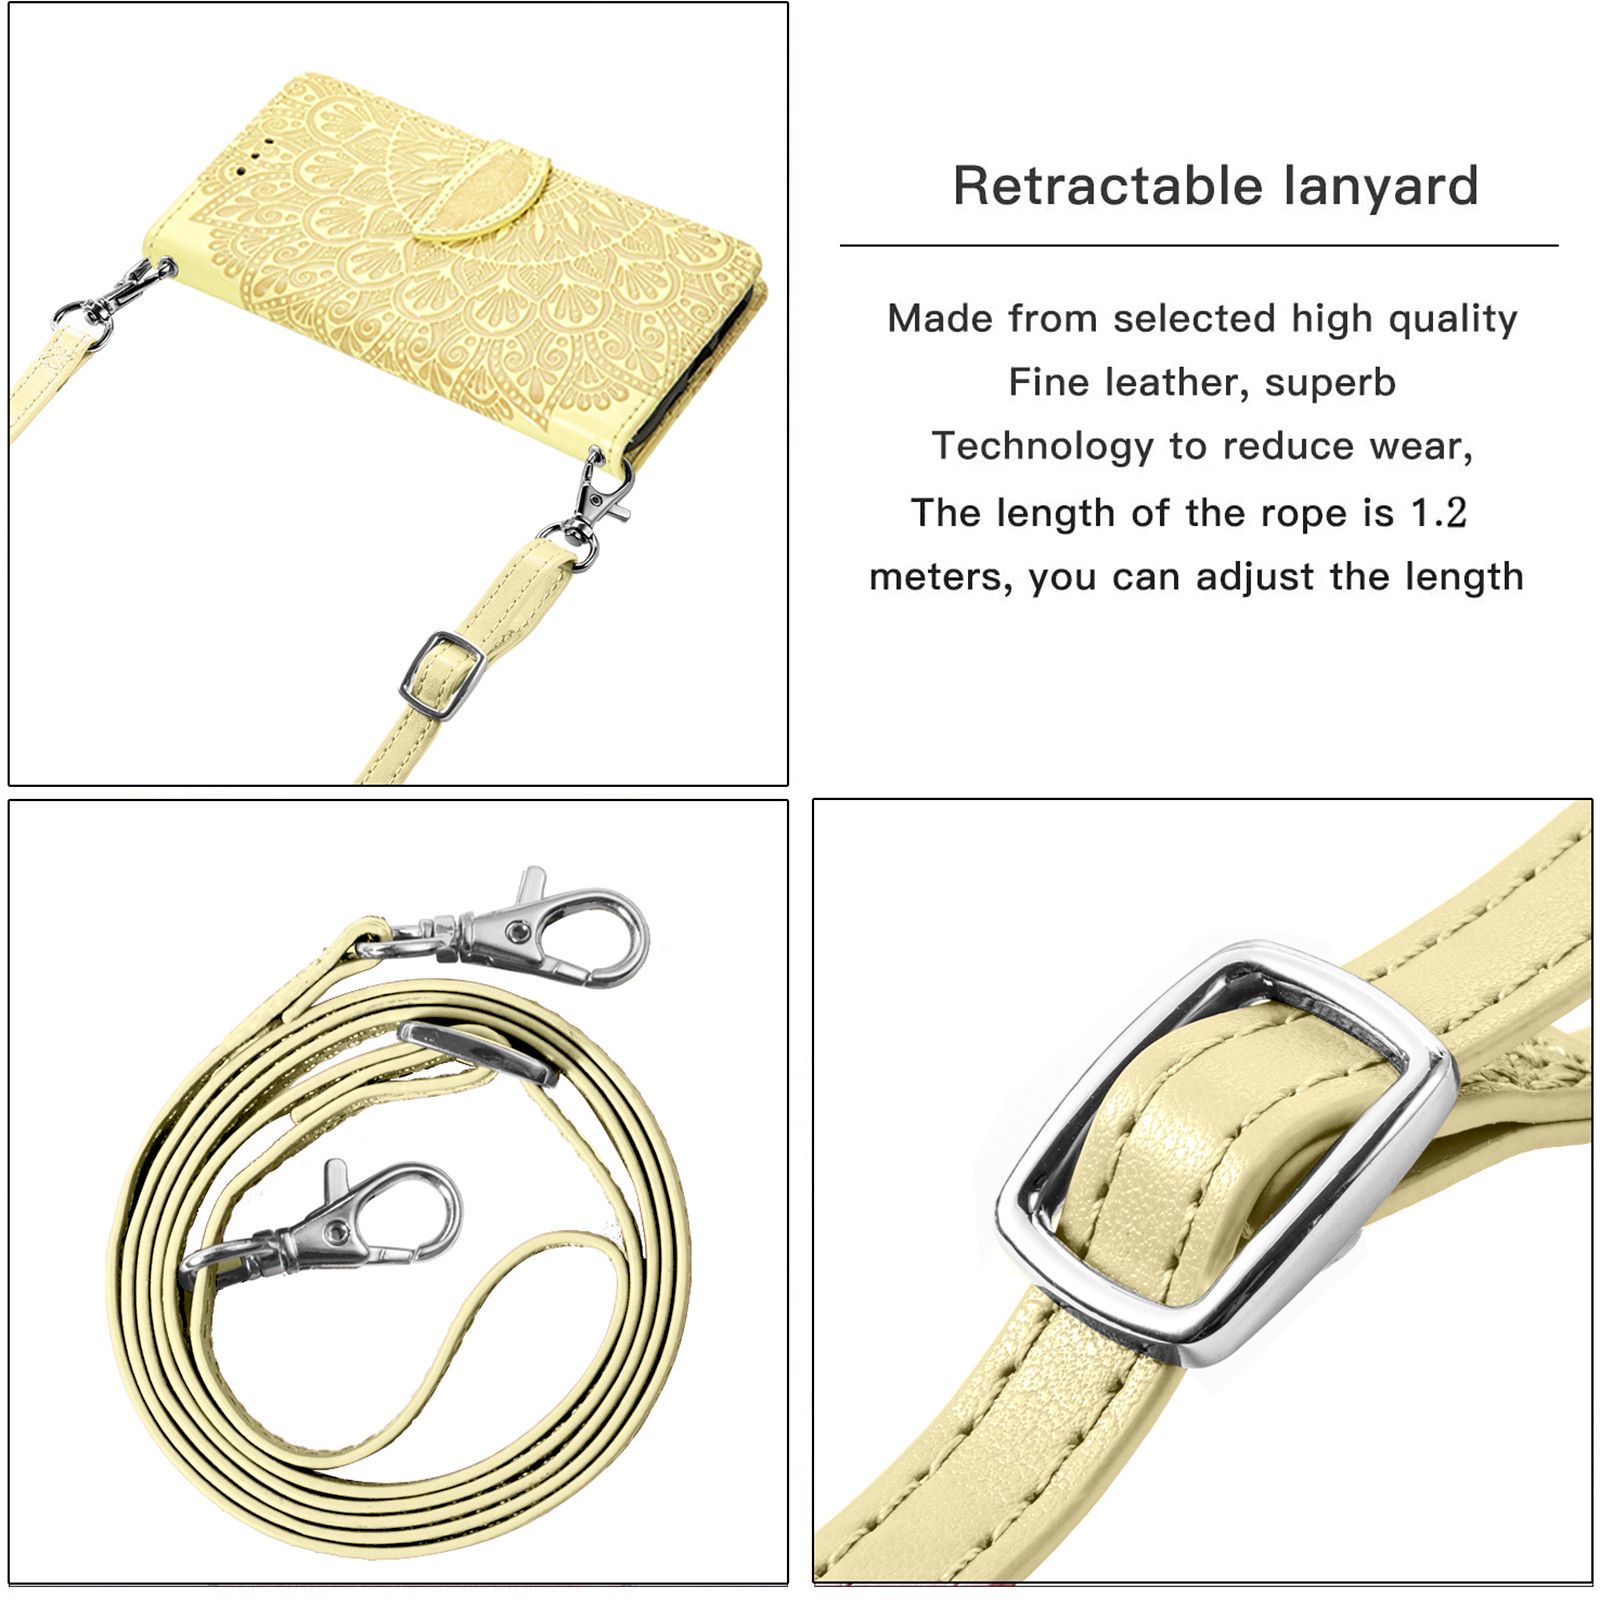 Retractable lanyard
Made from selected high quality
Fine leather, superb
Technology to reduce wear,
The length of the rope is 1.2
meters, you can adjust the length